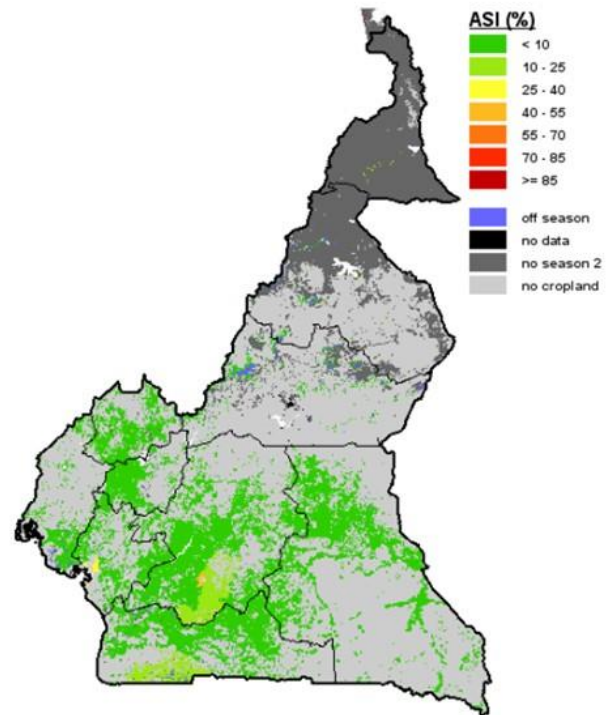 ASI (%)
< 10
10 - 25
25 - 40
40 - 55
55 - 70
70 - 85
>= 85
off season
no data
no season 2
no cropland